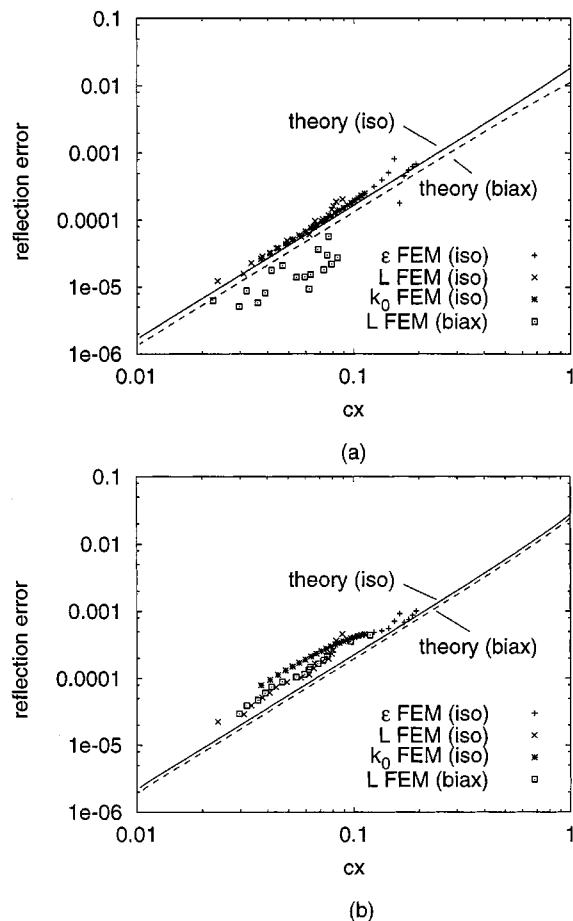 0.1
0.01
0.001
0.0001
1e-05
1e-06
reflection error
theory (iso)
theory (biax)
ε FEM (iso)
L FEM (iso)
k0 FEM (iso)
L FEM (biax)
0.01
0.1
1
cx
(a)
0.1
0.01
0.001
0.0001
1e-05
1e-06
reflection error
theory (iso)
theory (biax)
ε FEM (iso)
L FEM (iso)
k0 FEM (iso)
L FEM (biax)
0.01
0.1
1
cx
(b)